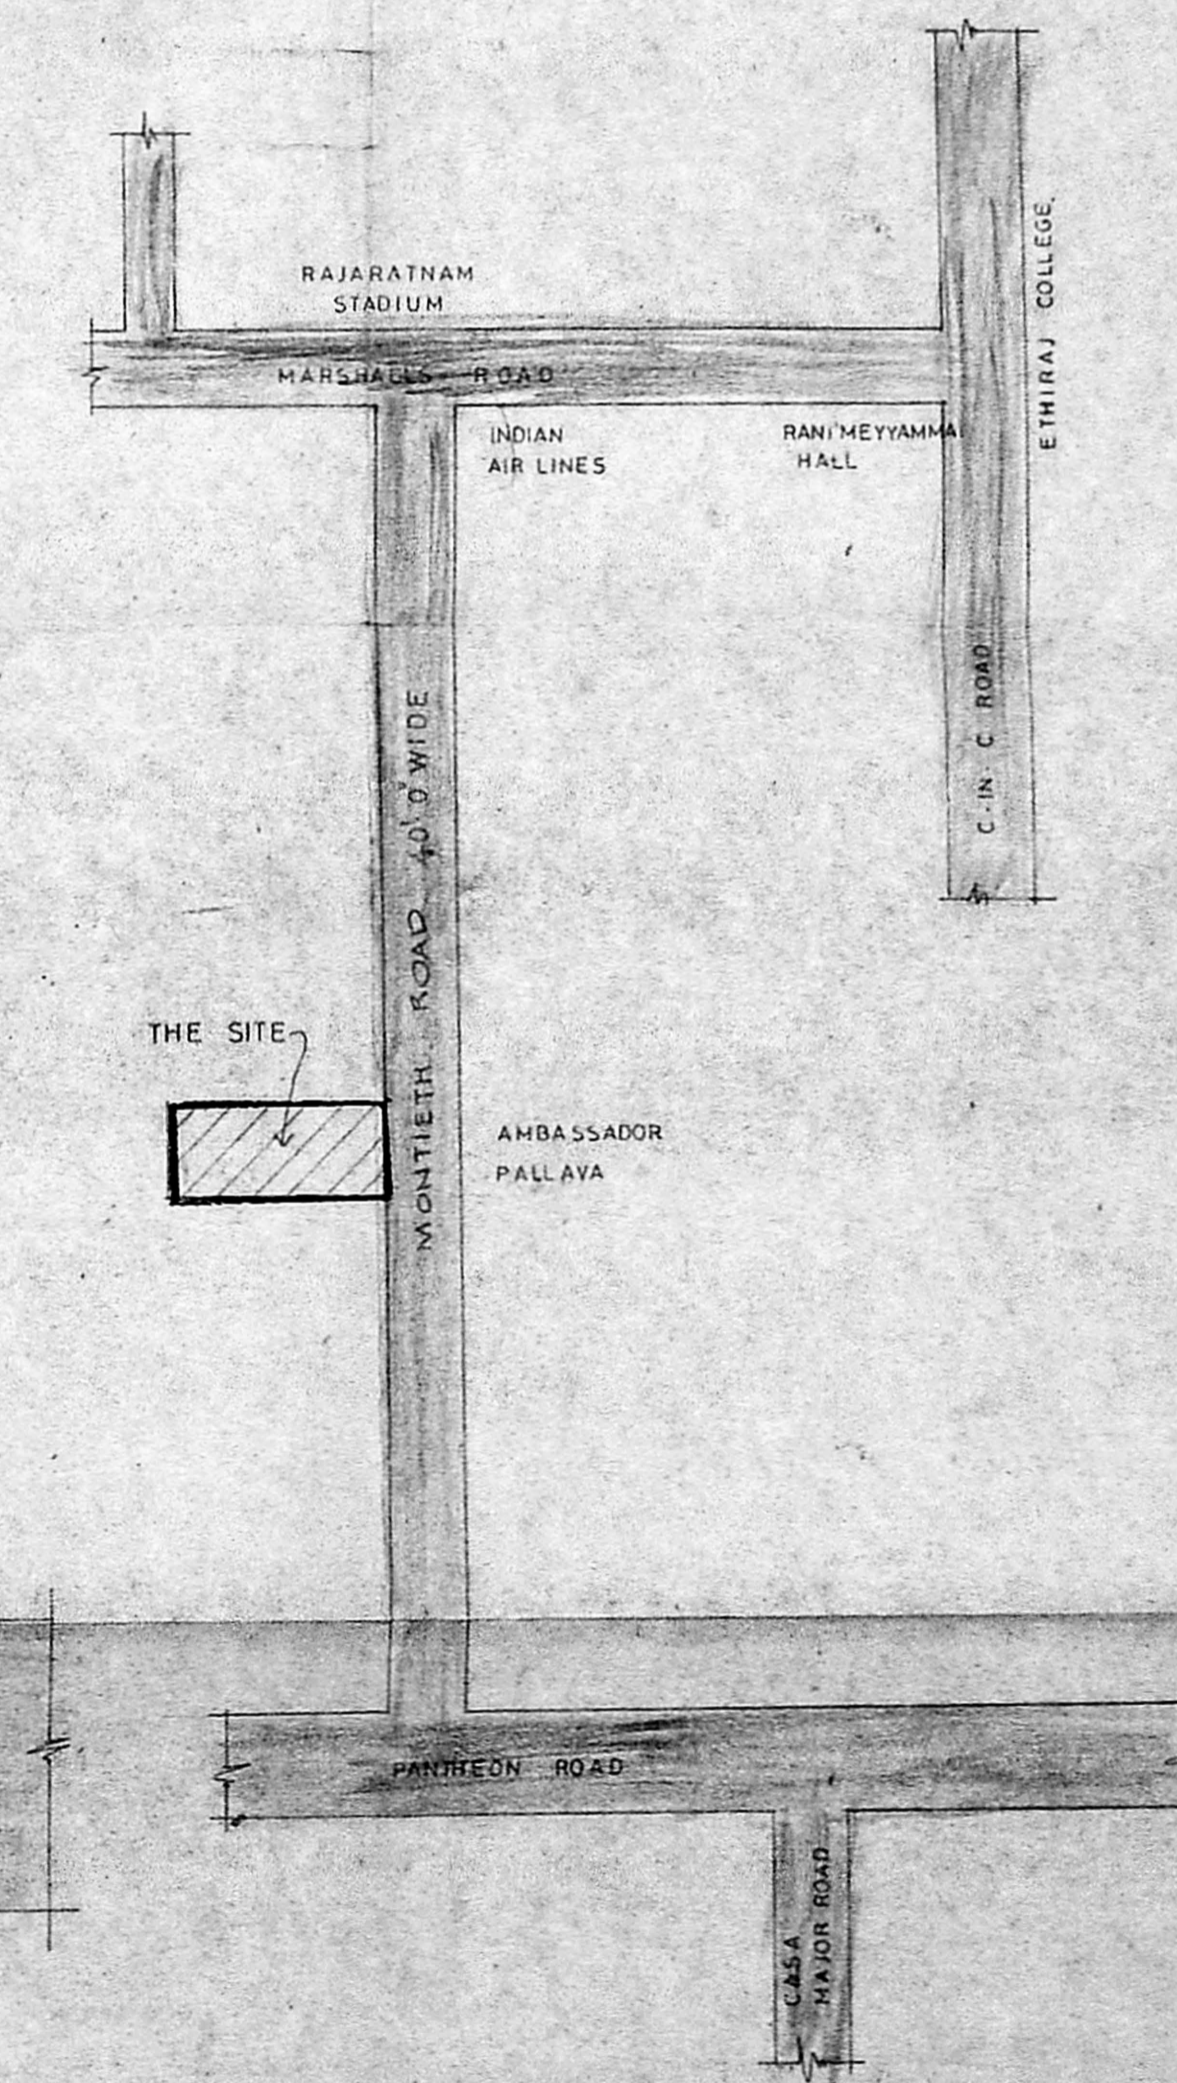 RAJARATNAM
STADIUM
MARSHALLS ROAD
ETHIRAJ COLLEGE.
INDIAN
AIR LINES
RANI MEYYAMMAI
HALL
C-IN-C ROAD
MONTIETH ROAD 40'0" WIDE
THE SITE
AMBASSADOR
PALLAVA
PANTHEON ROAD
CASA
MAJOR ROAD